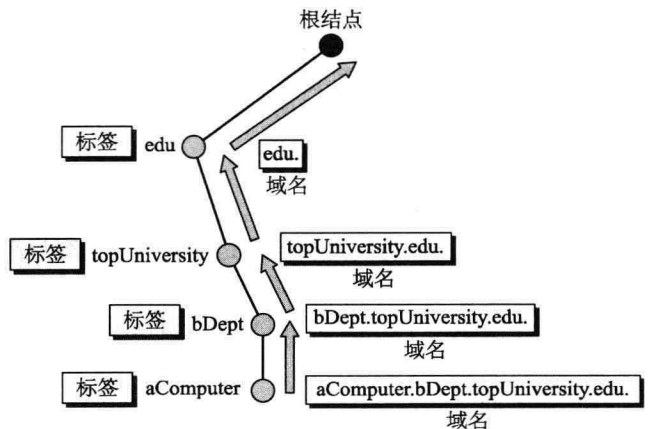 根结点
标签 edu
edu.
域名
标签 topUniversity
topUniversity.edu.
域名
标签 bDept
bDept.topUniversity.edu.
域名
标签 aComputer
aComputer.bDept.topUniversity.edu.
域名